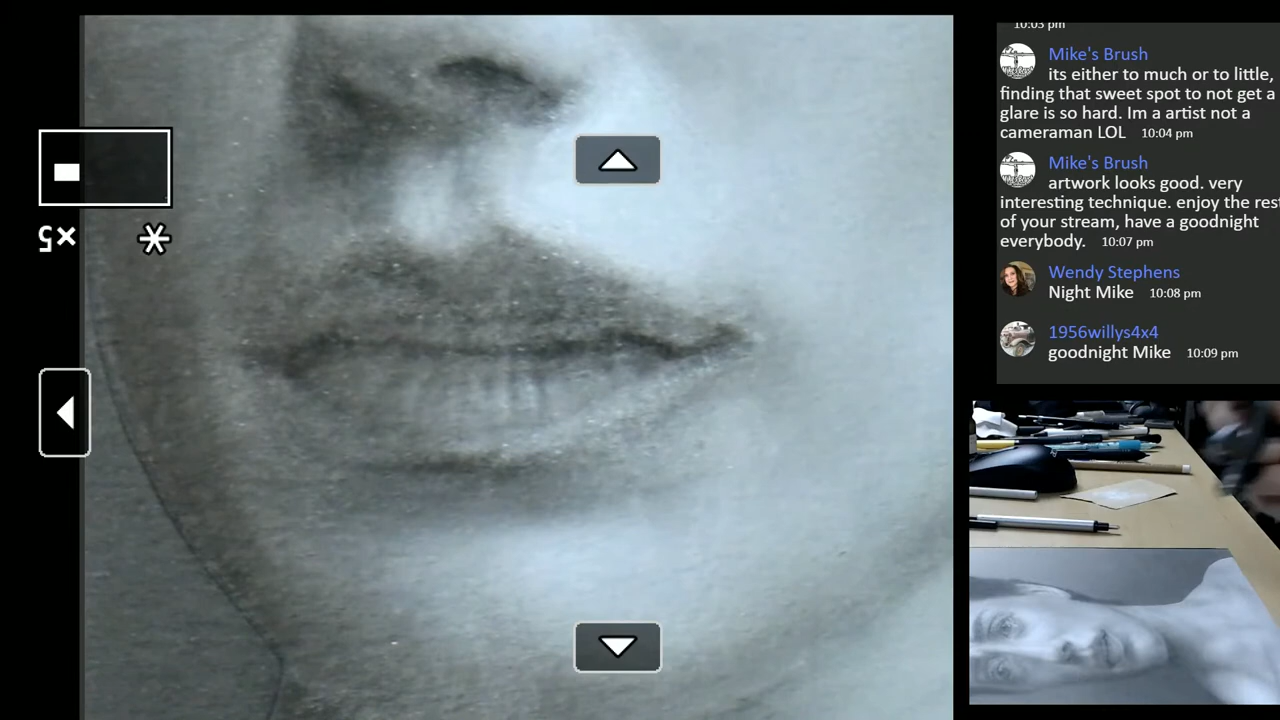 10:03 pm
Mike's Brush
its either to much or to little,
finding that sweet spot to not get a
glare is so hard. Im a artist not a
cameraman LOL 10:04 pm
Mike's Brush
artwork looks good. very
interesting technique. enjoy the rest
of your stream, have a goodnight
everybody. 10:07 pm
Wendy Stephens
Night Mike 10:08 pm
1956willys4x4
goodnight Mike 10:09 pm
5×